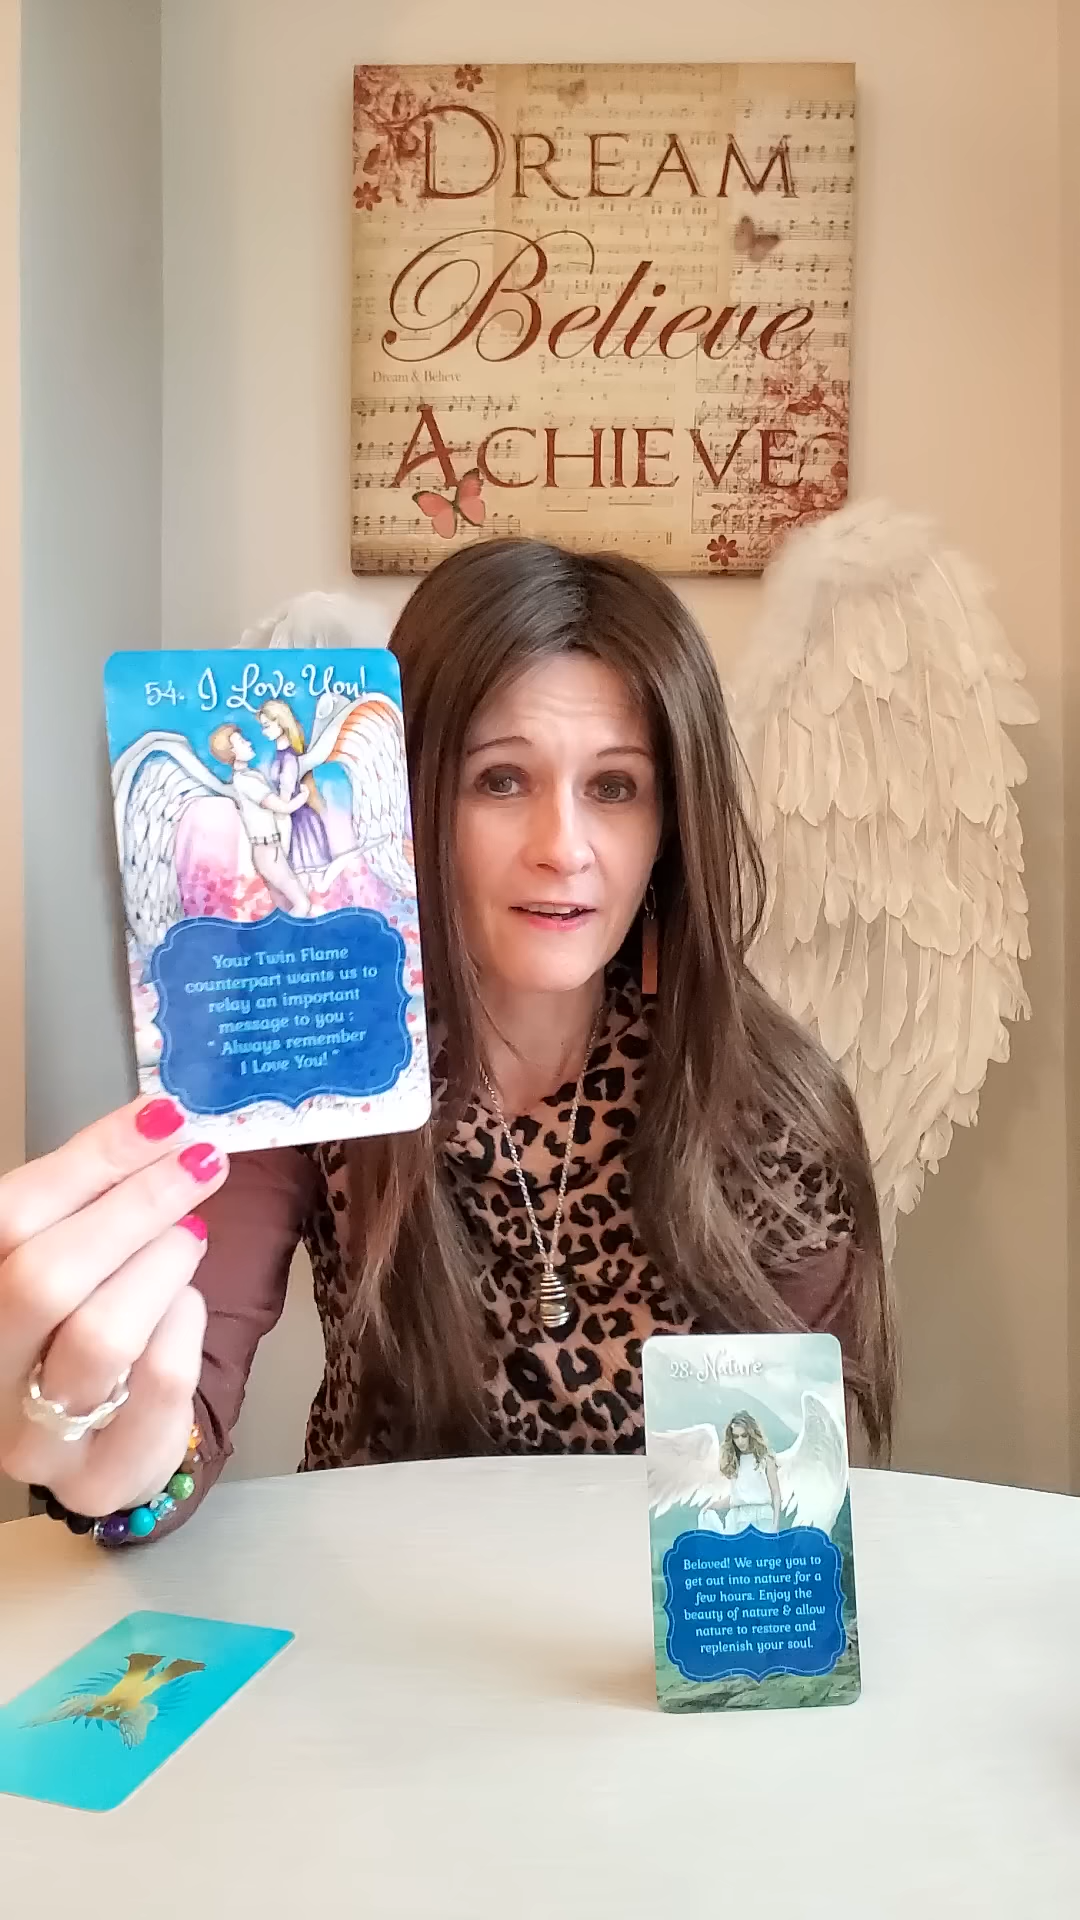 DREAM
Believe
Dream & Believe
ACHIEVE
54. I Love You!
Your Twin Flame
counterpart wants us to
relay an important
message to you :
" Always remember
I Love You! "
28. Nature
Beloved! We urge you to
get out into nature for a
few hours. Enjoy the
beauty of nature & allow
nature to restore and
replenish your soul.